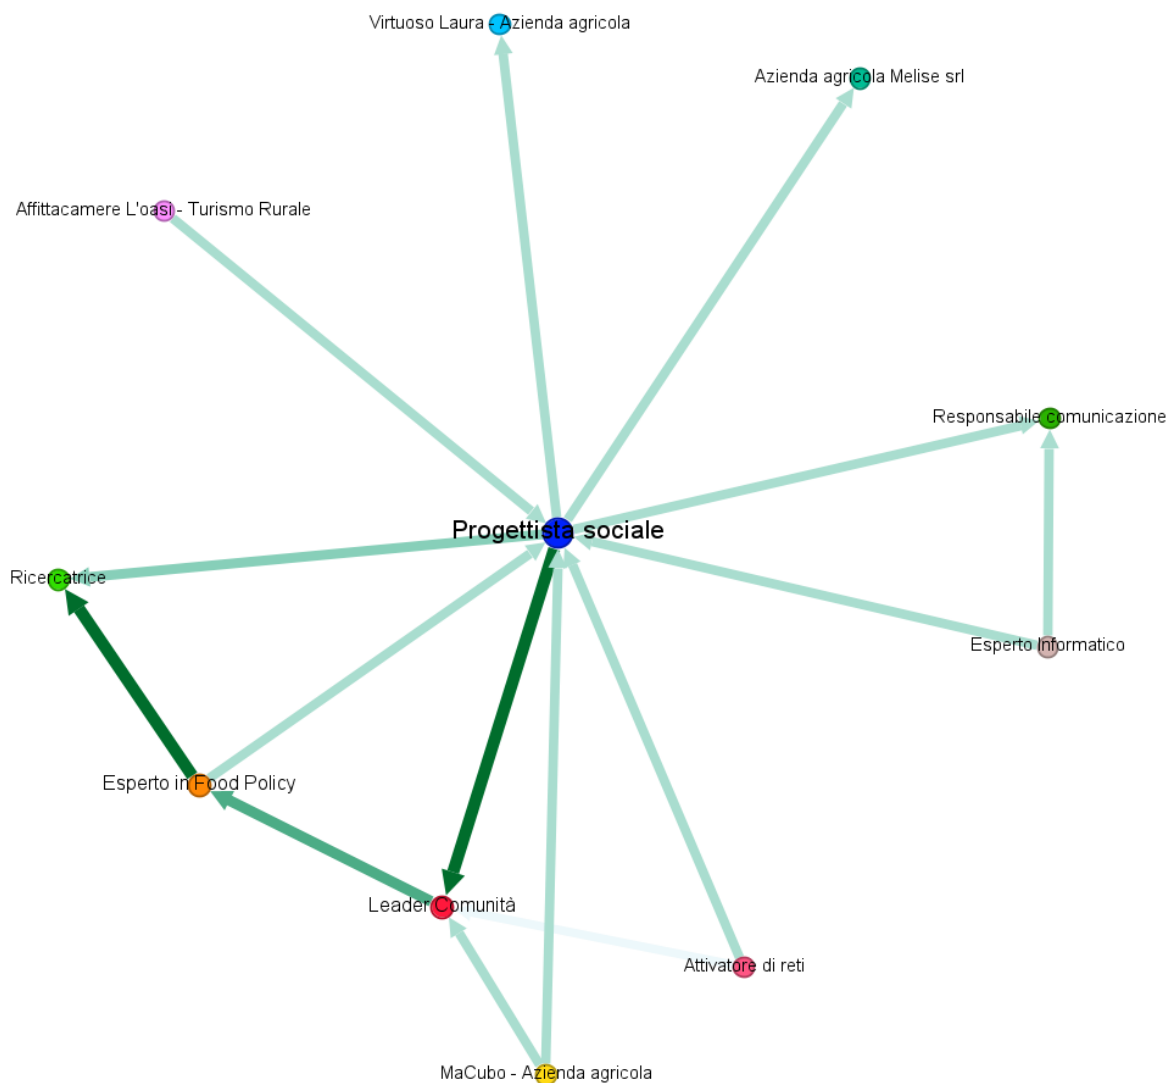 Virtuoso Laura - Azienda agricola
Azienda agricola Melise srl
Affittacamere L'oasi - Turismo Rurale
Responsabile comunicazione
Progettista sociale
Ricercatrice
Esperto Informatico
Esperto in Food Policy
Leader Comunità
Attivatore di reti
MaCubo - Azienda agricola